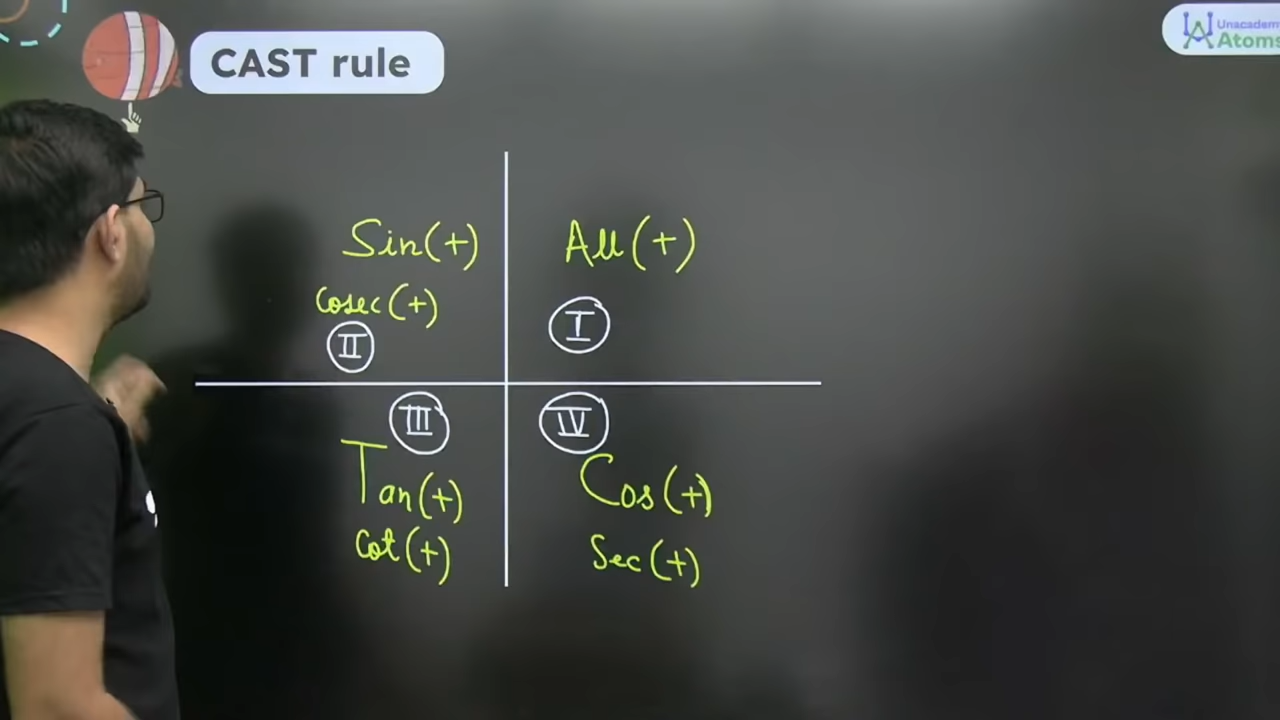 CAST rule
Unacademy
Atoms
Sin(+)
Cosec(+)
II
All(+)
I
III
Tan(+)
Cot(+)
IV
Cos(+)
Sec(+)